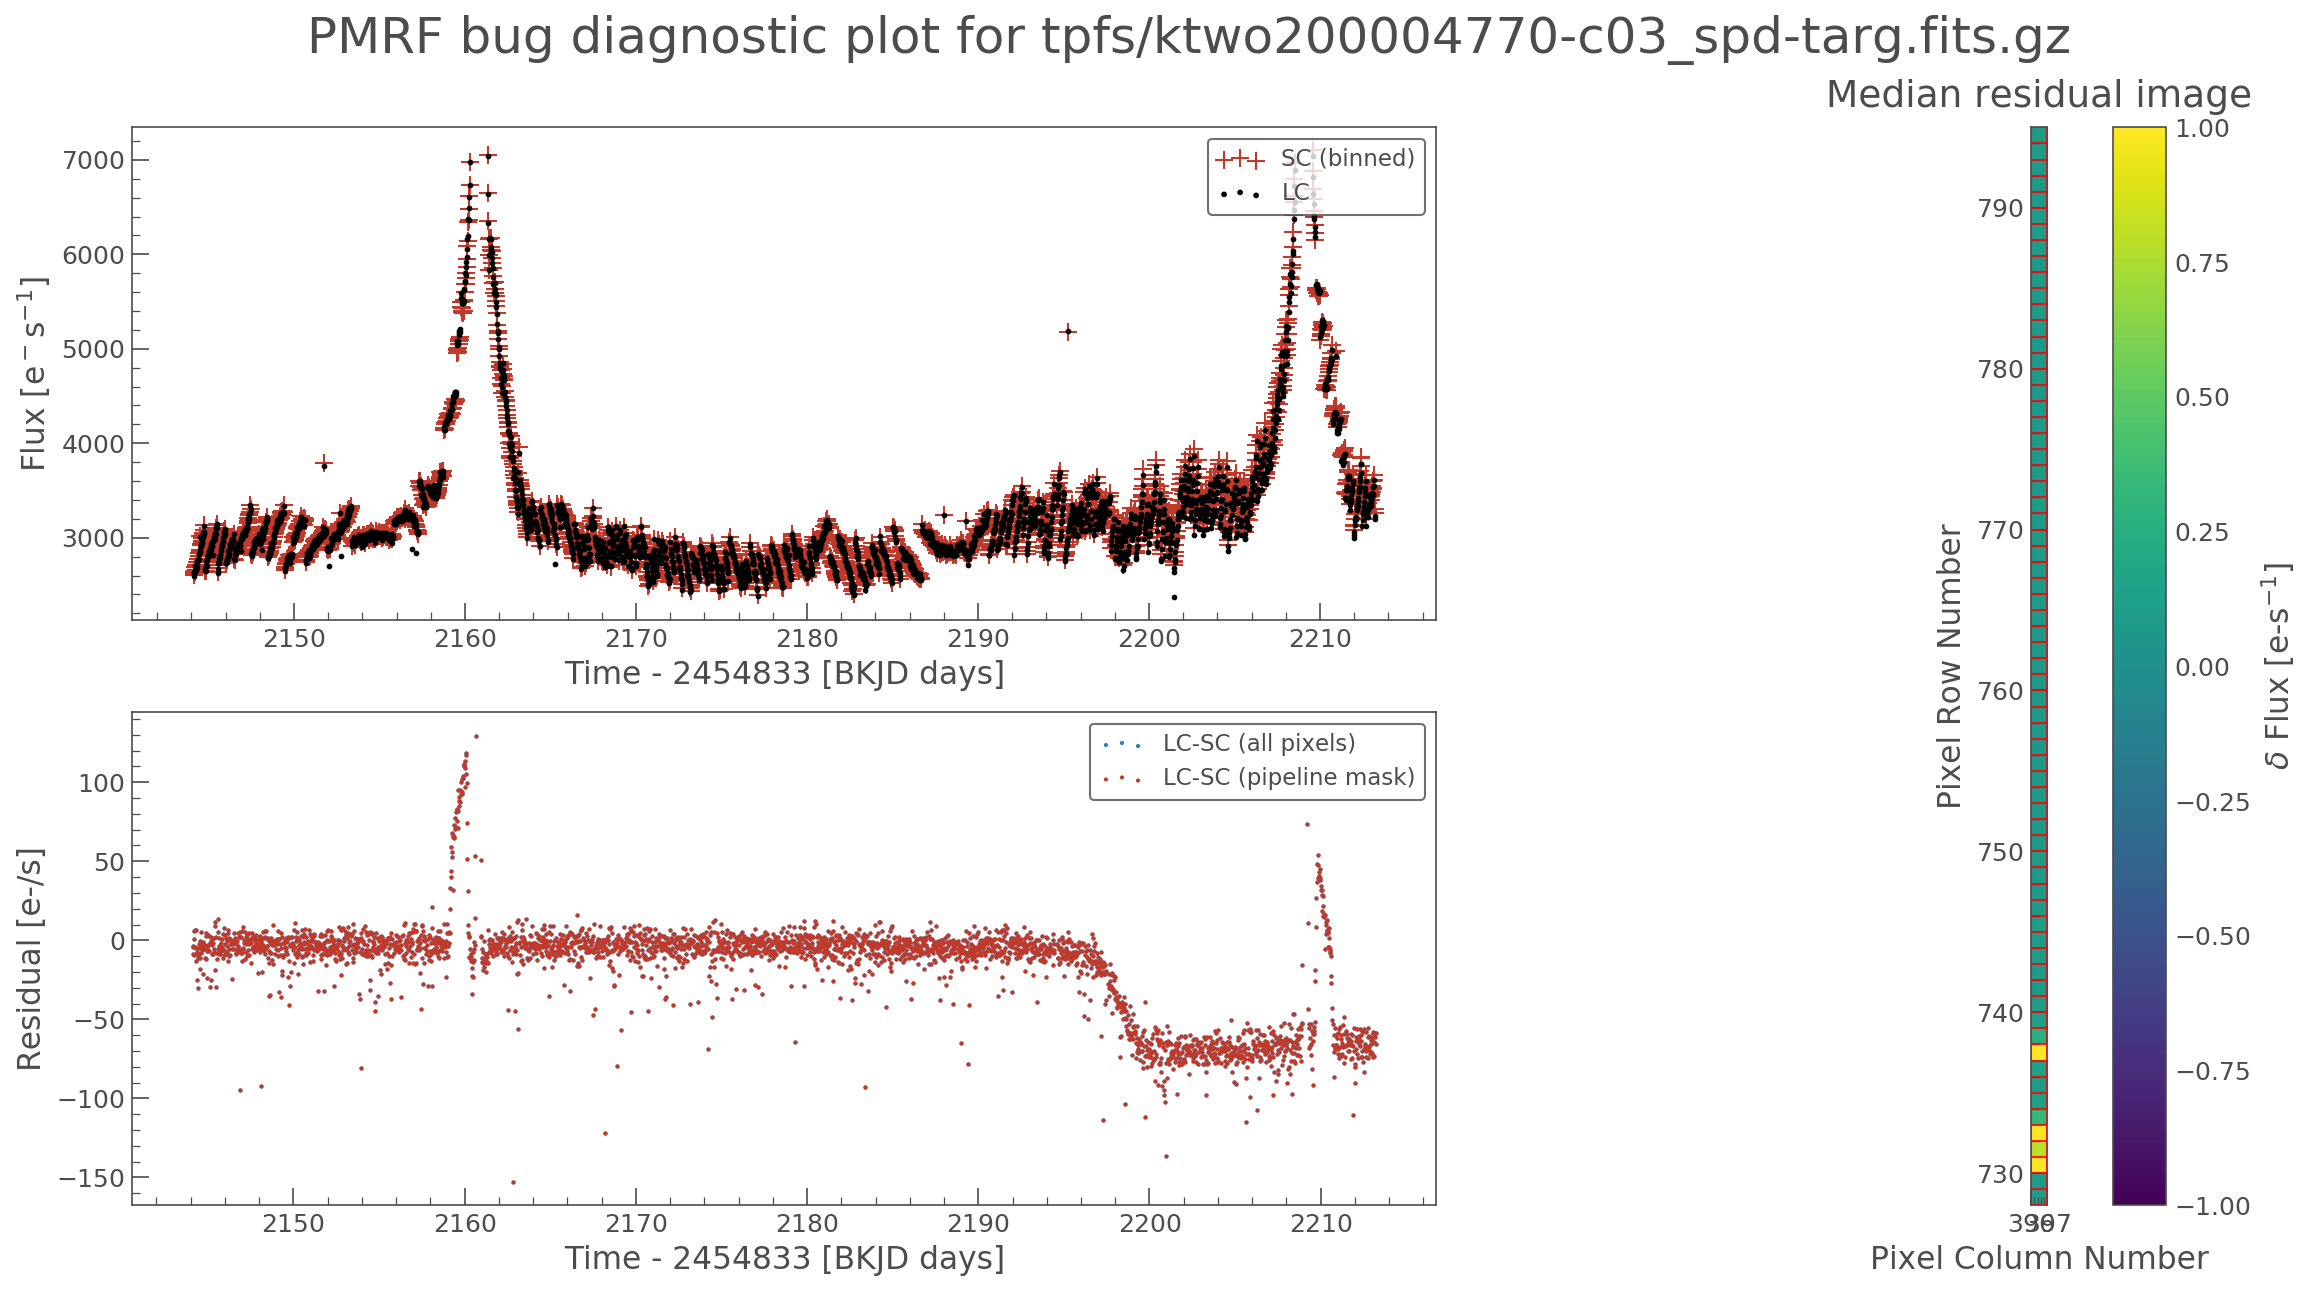 PMRF bug diagnostic plot for tpfs/ktwo200004770-c03_spd-targ.fits.gz
7000
6000
5000
4000
3000
Flux [e⁻ s⁻¹]
SC (binned)
LC
2150 2160 2170 2180 2190 2200 2210
Time - 2454833 [BKJD days]
100
50
0
−50
−100
−150
Residual [e-/s]
LC-SC (all pixels)
LC-SC (pipeline mask)
2150 2160 2170 2180 2190 2200 2210
Time - 2454833 [BKJD days]
Median residual image
790
780
770
760
750
740
730
Pixel Row Number
396397
Pixel Column Number
1.00
0.75
0.50
0.25
0.00
−0.25
−0.50
−0.75
−1.00
δ Flux [e-s⁻¹]